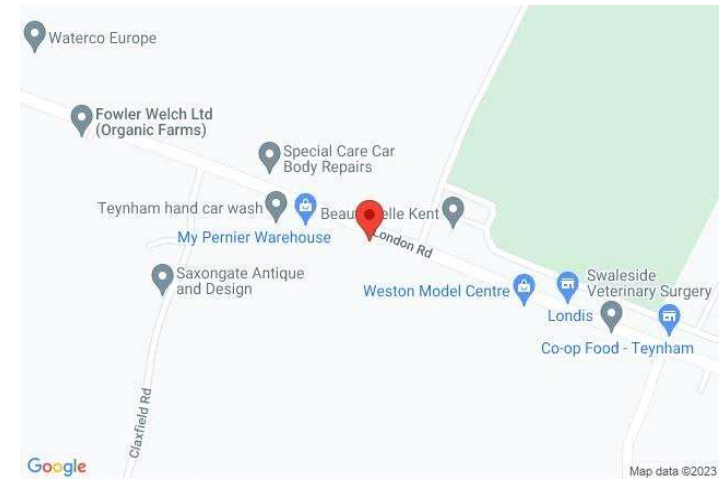 Waterco Europe
Fowler Welch Ltd
(Organic Farms)
Special Care Car
Body Repairs
Teynham hand car wash
My Pernier Warehouse
elle Kent
London Rd
Saxongate Antique
and Design
Weston Model Centre
Swaleside
Veterinary Surgery
Londis
Co-op Food - Teynham
Claxfield Rd
Google
Map data ©2023